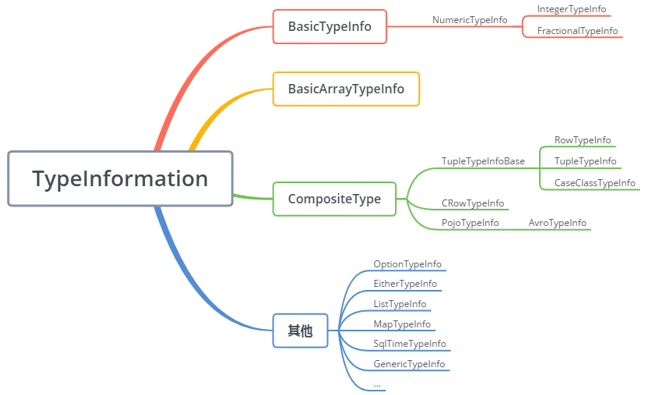 TypeInformation
BasicTypeInfo
NumericTypeInfo
IntegerTypeInfo
FractionalTypeInfo
BasicArrayTypeInfo
CompositeType
TupleTypeInfoBase
RowTypeInfo
TupleTypeInfo
CaseClassTypeInfo
CRowTypeInfo
PojoTypeInfo
AvroTypeInfo
其他
OptionTypeInfo
EitherTypeInfo
ListTypeInfo
MapTypeInfo
SqlTimeTypeInfo
GenericTypeInfo
...